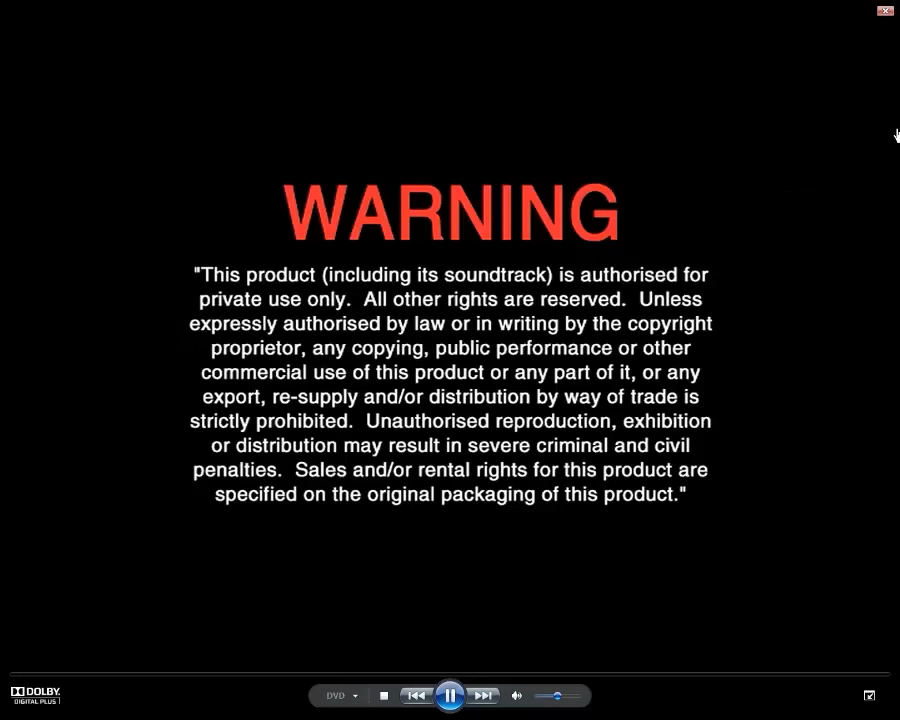 WARNING
"This product (including its soundtrack) is authorised for
private use only.  All other rights are reserved.  Unless
expressly authorised by law or in writing by the copyright
proprietor, any copying, public performance or other
commercial use of this product or any part of it, or any
export, re-supply and/or distribution by way of trade is
strictly prohibited.  Unauthorised reproduction, exhibition
or distribution may result in severe criminal and civil
penalties.  Sales and/or rental rights for this product are
specified on the original packaging of this product."
DOLBY
DIGITAL PLUS
DVD